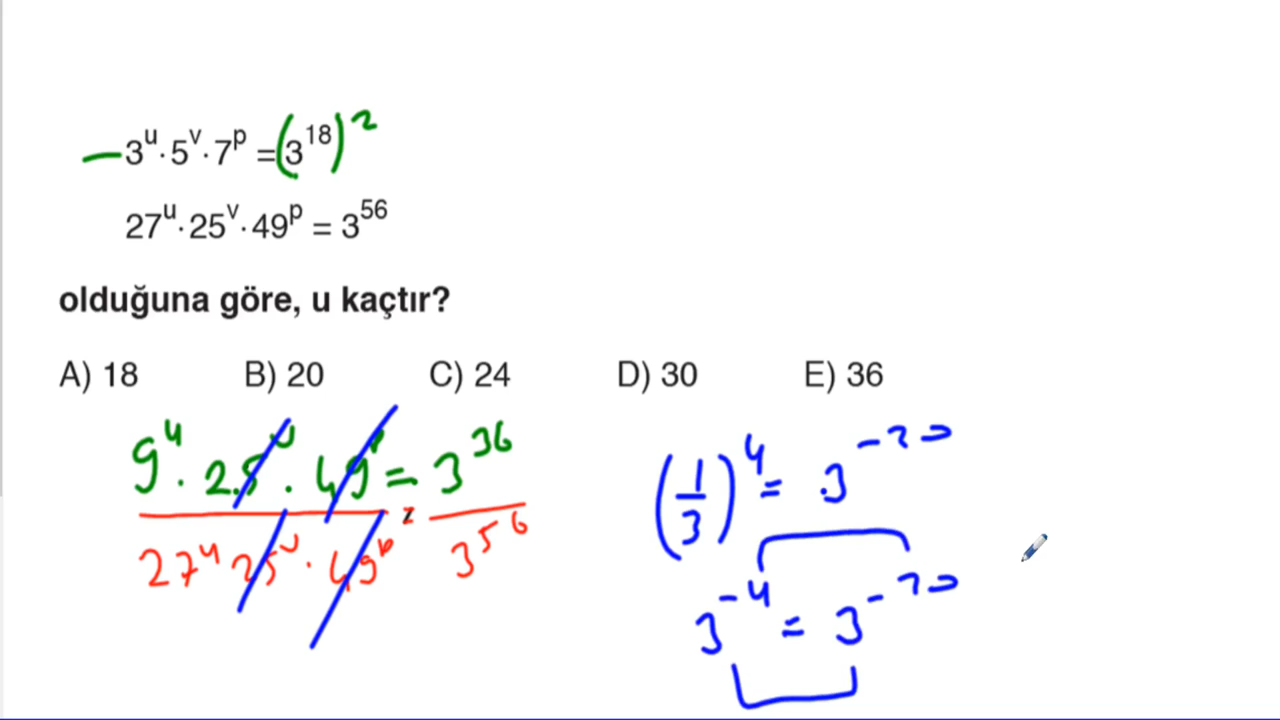 — 3ᵘ · 5ᵛ · 7ᵖ = (3¹⁸)²
27ᵘ · 25ᵛ · 49ᵖ = 3⁵⁶
olduğuna göre, u kaçtır?
A) 18 B) 20 C) 24 D) 30 E) 36
9ᵘ · 25ᵛ · 49ᵖ = 3³⁶
27ᵘ 25ᵛ · 49ᵖ = 3⁵⁶
(1/3)ᵘ = 3⁻²⁰
3⁻ᵘ = 3⁻²⁰